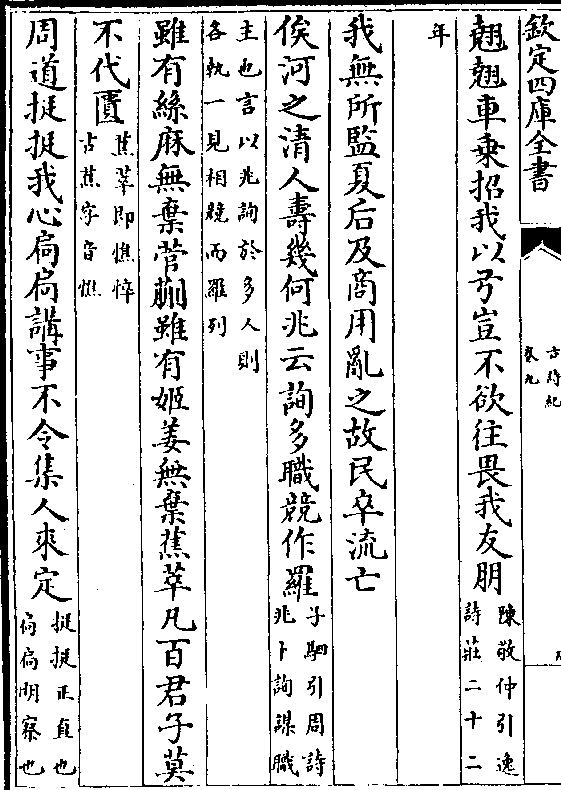 欽定四庫全書
古詩紀
卷九
翹翹車乗招我以弓豈不欲往畏我友朋陳敬仲引逸詩莊二十二
年
我無所監夏后及商用亂之故民卒流亡
俟河之清人壽幾何兆云詢多職競作羅子駟引周詩兆卜詢謀職
主也言以兆詢於多人則各執一見相競而羅列
雖有絲麻無棄菅蒯雖有姬姜無棄蕉萃凡百君子莫
不代匱蕉萃即憔悴古蕉字音憔
周道挺挺我心扃扃講事不令集人來定挺挺正直也扃扃明察也